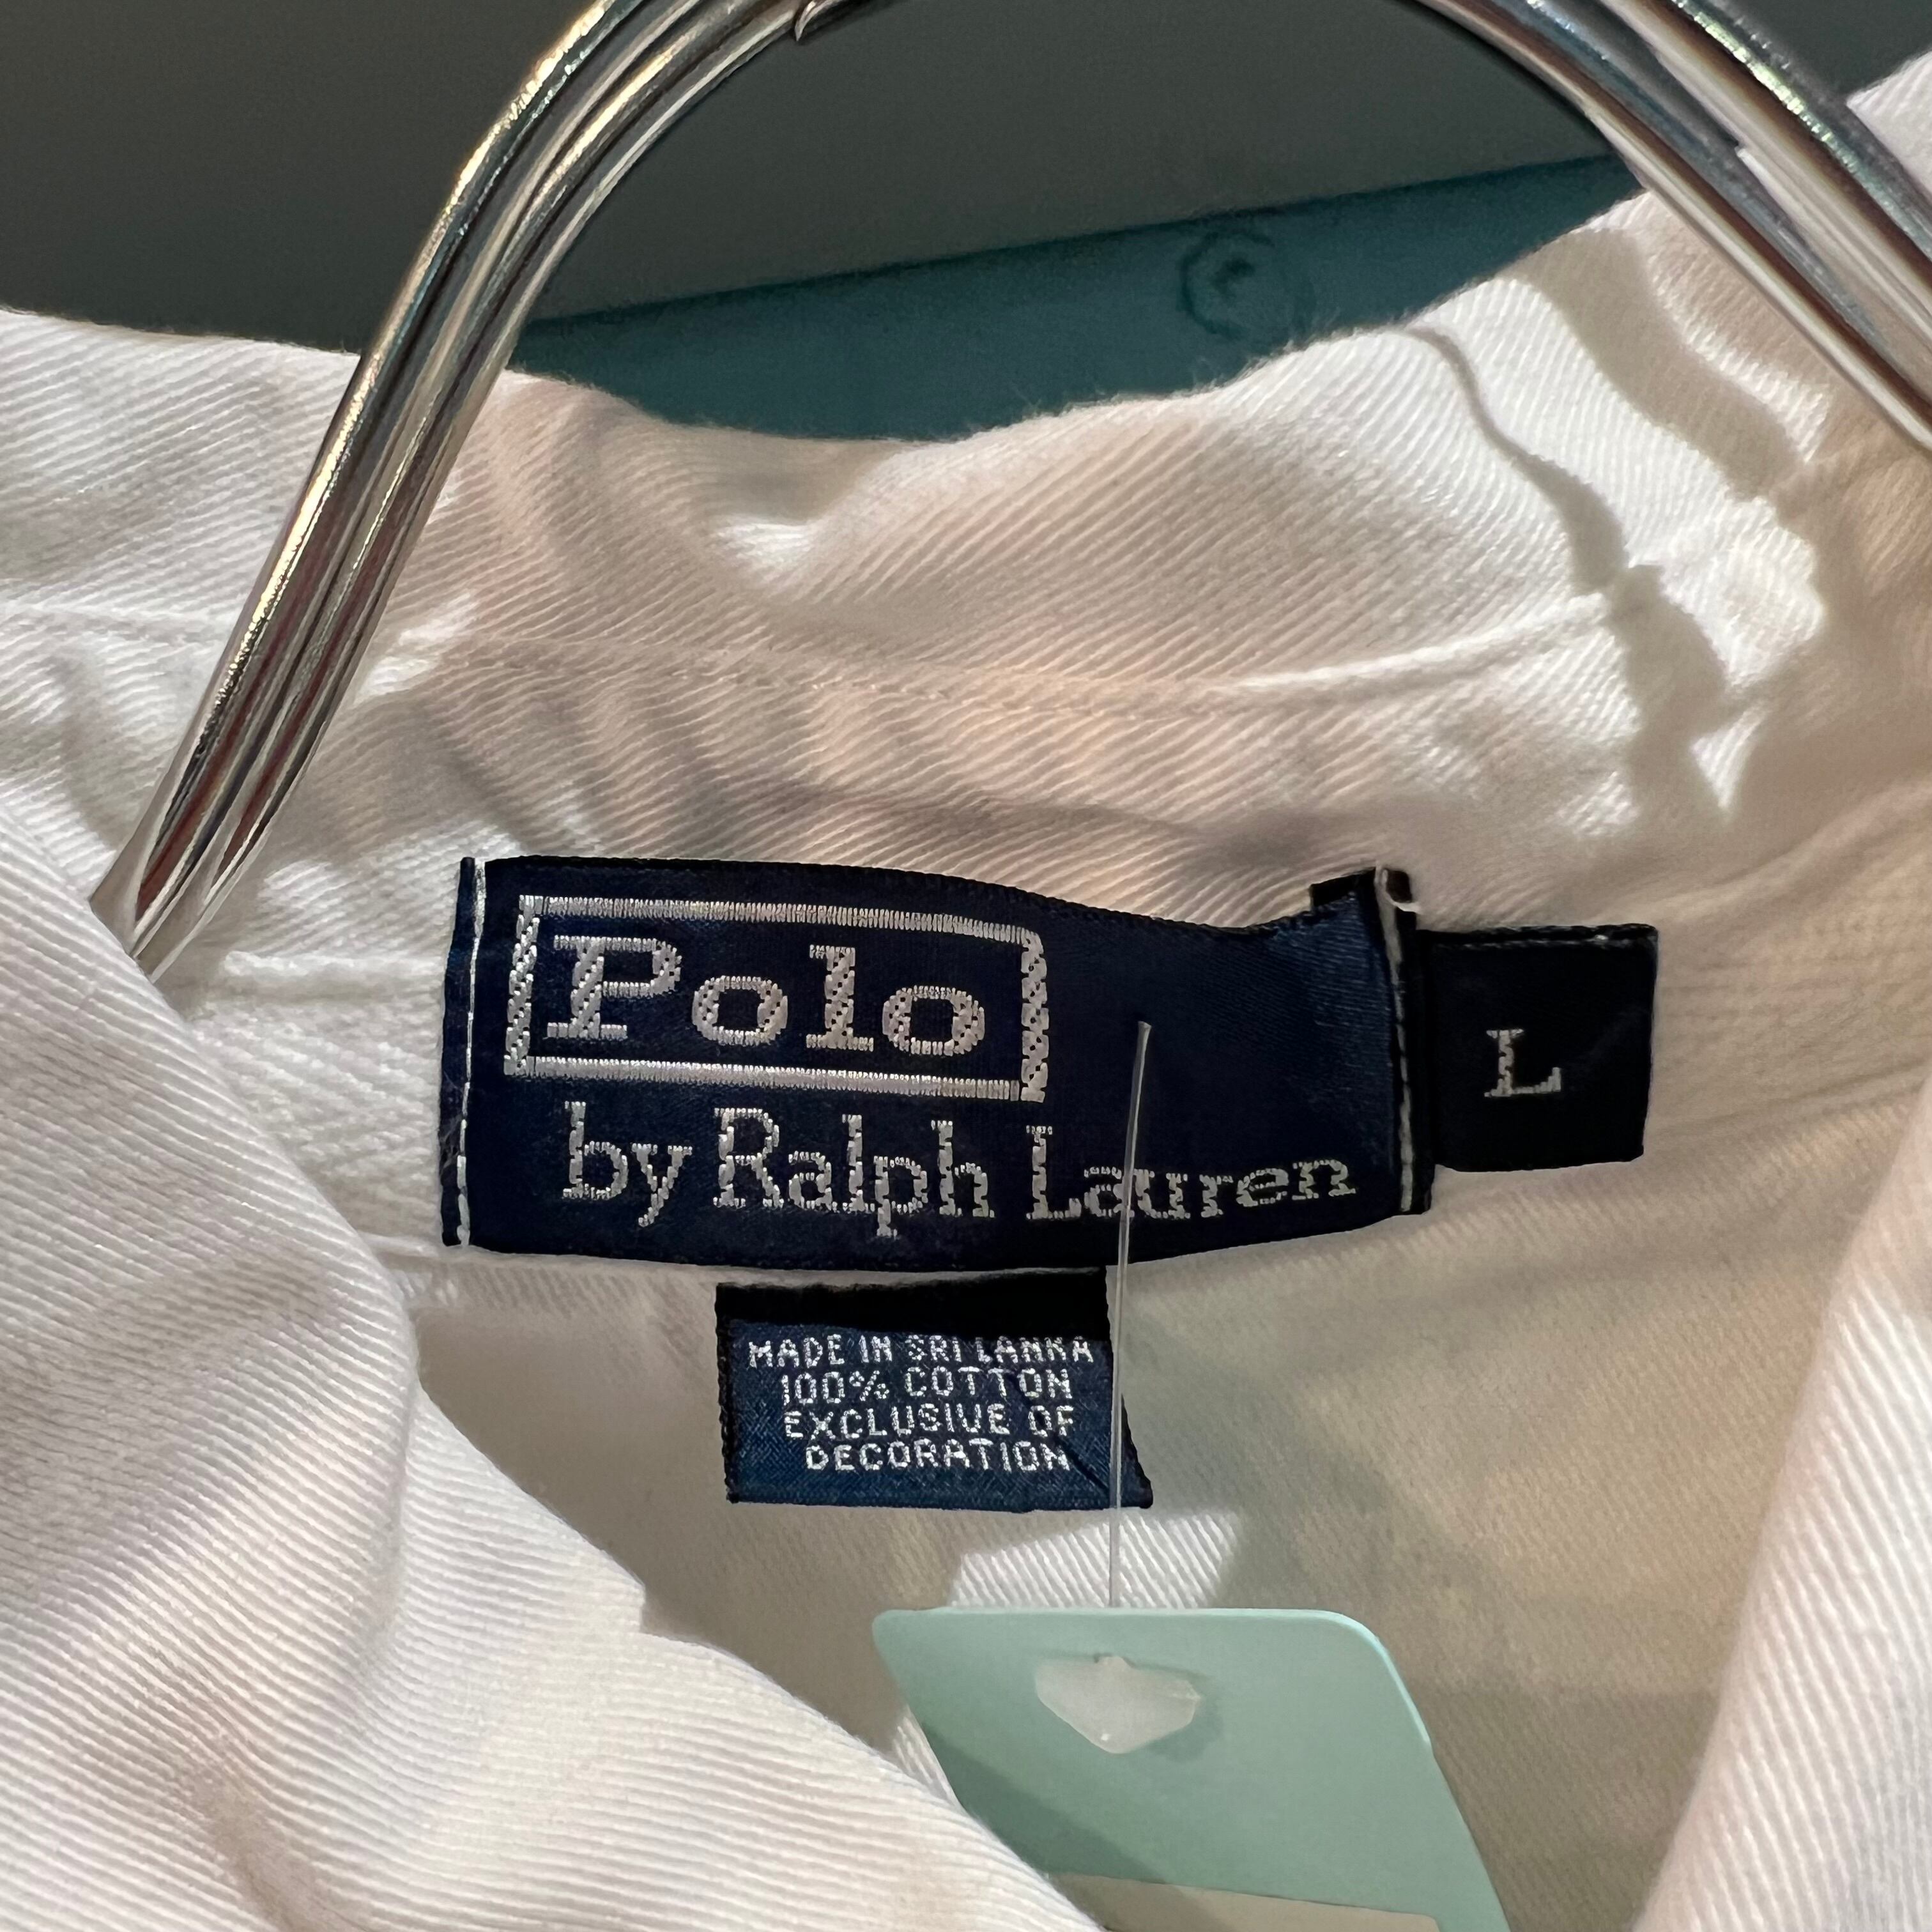 Polo
by Ralph Lauren
L
MADE IN SRI LANKA
100% COTTON
EXCLUSIVE OF
DECORATION